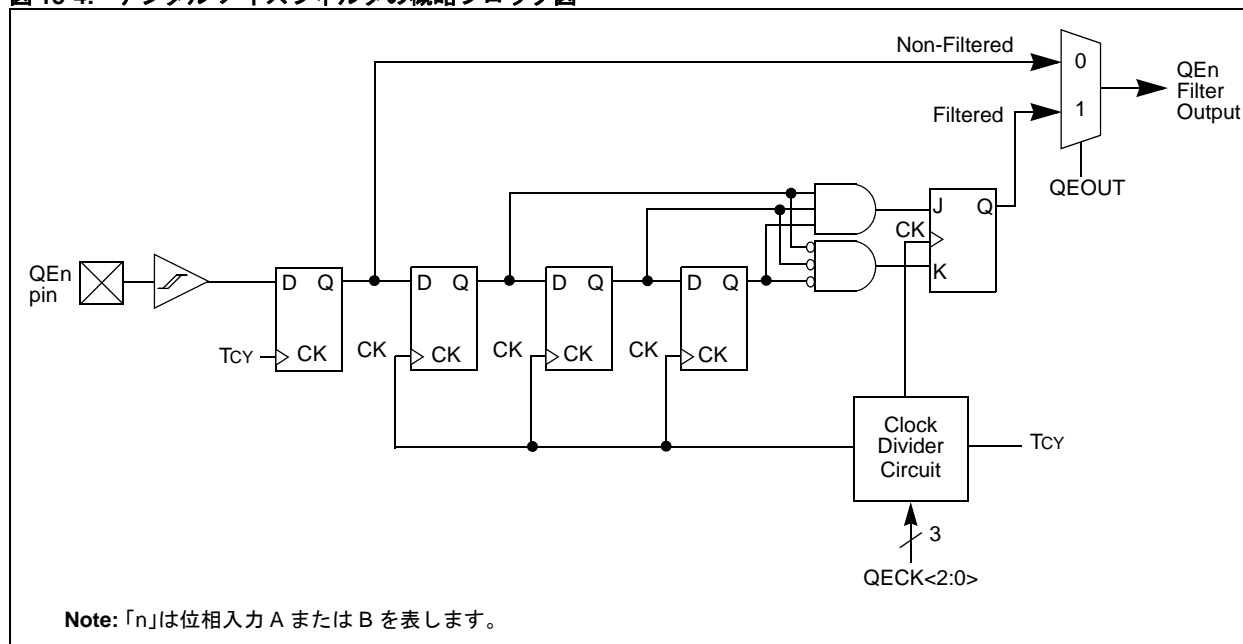 Non-Filtered
0
QEn
Filter
Output
Filtered
1
QEOUT
J Q
CK
K
QEn
pin
D Q
D Q
D Q
D Q
TCY
CK
CK
CK
CK
CK
CK
CK
Clock
Divider
Circuit
TCY
3
QECK<2:0>
Note: 「n」は位相入力 A または B を表します。